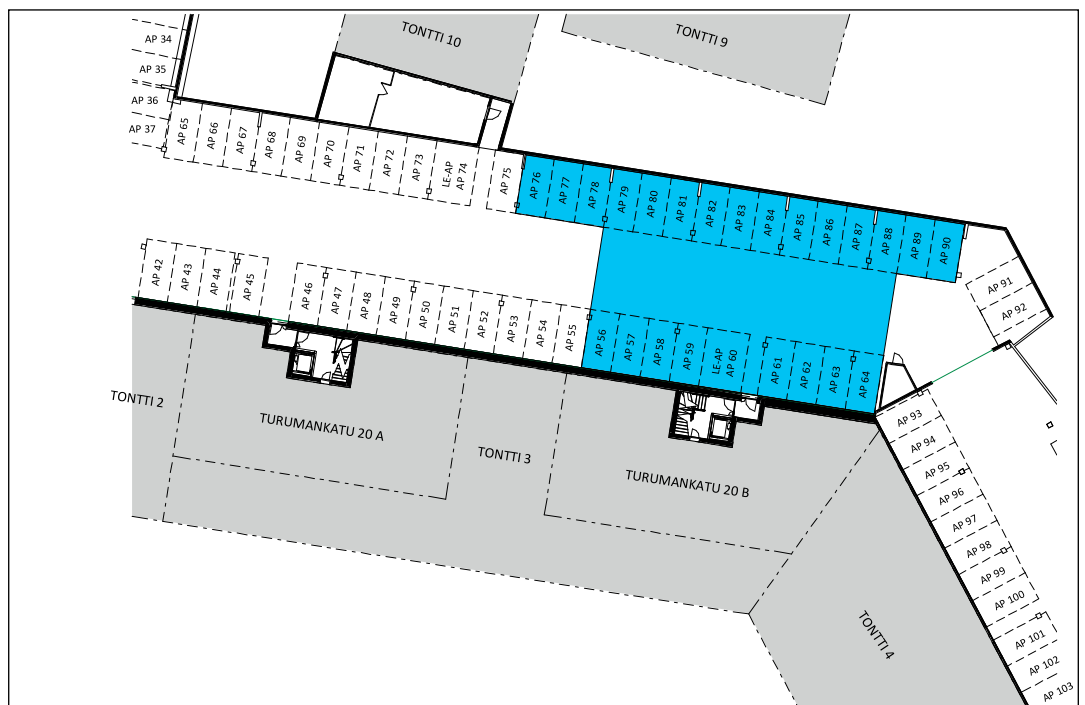 TONTTI 10
TONTTI 9
AP 34
AP 35
AP 36
AP 37
AP 65
AP 66
AP 67
AP 68
AP 69
AP 70
AP 71
AP 72
AP 73
LE-AP
AP 74
AP 75
AP 76
AP 77
AP 78
AP 79
AP 80
AP 81
AP 82
AP 83
AP 84
AP 85
AP 86
AP 87
AP 88
AP 89
AP 90
AP 91
AP 92
AP 42
AP 43
AP 44
AP 45
AP 46
AP 47
AP 48
AP 49
AP 50
AP 51
AP 52
AP 53
AP 54
AP 55
AP 56
AP 57
AP 58
AP 59
LE-AP
AP 60
AP 61
AP 62
AP 63
AP 64
TONTTI 2
TURUMANKATU 20 A
TONTTI 3
TURUMANKATU 20 B
AP 93
AP 94
AP 95
AP 96
AP 97
AP 98
AP 99
AP 100
AP 101
AP 102
AP 103
TONTTI 4